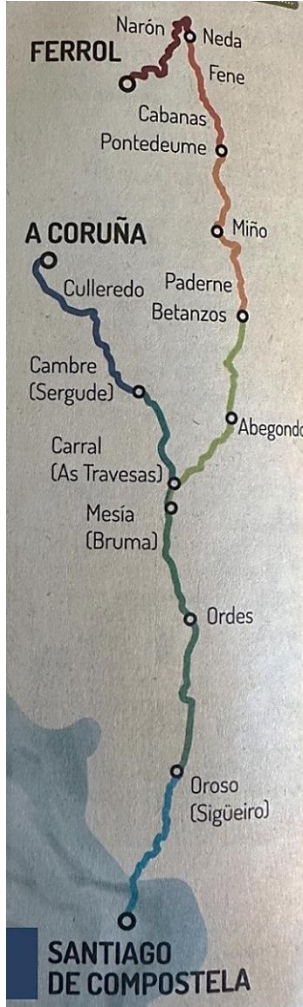 Narón
Neda
FERROL
Fene
Cabanas
Pontedeume
Miño
A CORUÑA
Culleredo
Paderne
Betanzos
Cambre
(Sergude)
Abegondo
Carral
(As Travesas)
Mesía
(Bruma)
Ordes
Oroso
(Sigüeiro)
SANTIAGO
DE COMPOSTELA